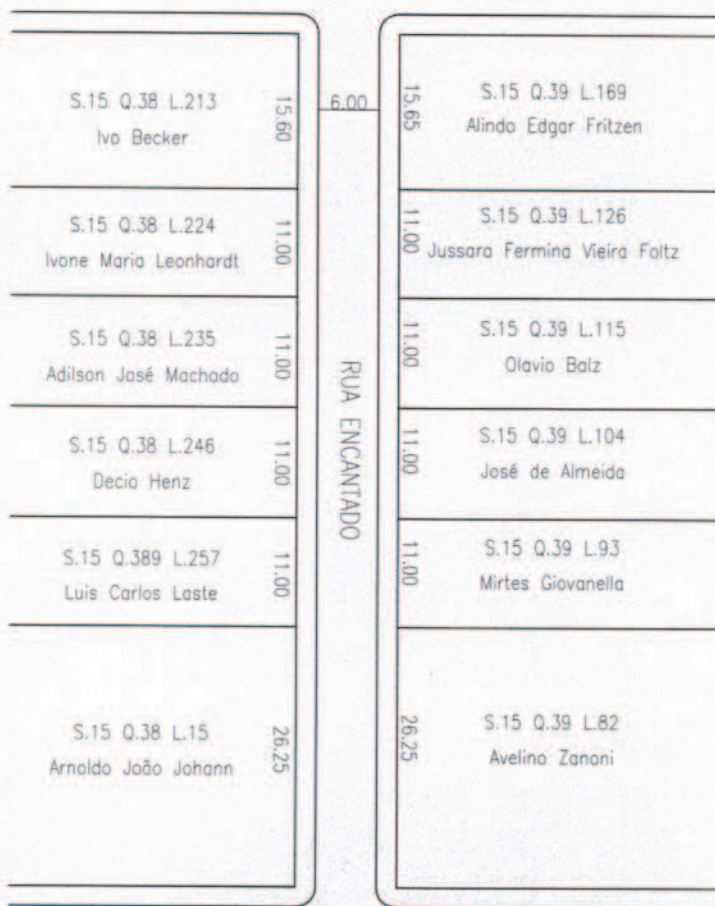 S.15 Q.38 L.213
Ivo Becker
15.60
S.15 Q.38 L.224
Ivone Maria Leonhardt
11.00
S.15 Q.38 L.235
Adilson José Machado
11.00
S.15 Q.38 L.246
Decio Henz
11.00
S.15 Q.389 L.257
Luis Carlos Laste
11.00
S.15 Q.38 L.15
Arnaldo João Johann
26.25
6.00
RUA ENCANTADO
15.65
S.15 Q.39 L.169
Alindo Edgar Fritzen
11.00
S.15 Q.39 L.126
Jussara Fermina Vieira Foltz
11.00
S.15 Q.39 L.115
Olavio Balz
11.00
S.15 Q.39 L.104
José de Almeida
11.00
S.15 Q.39 L.93
Mirtes Giovanella
26.25
S.15 Q.39 L.82
Avelino Zanoni